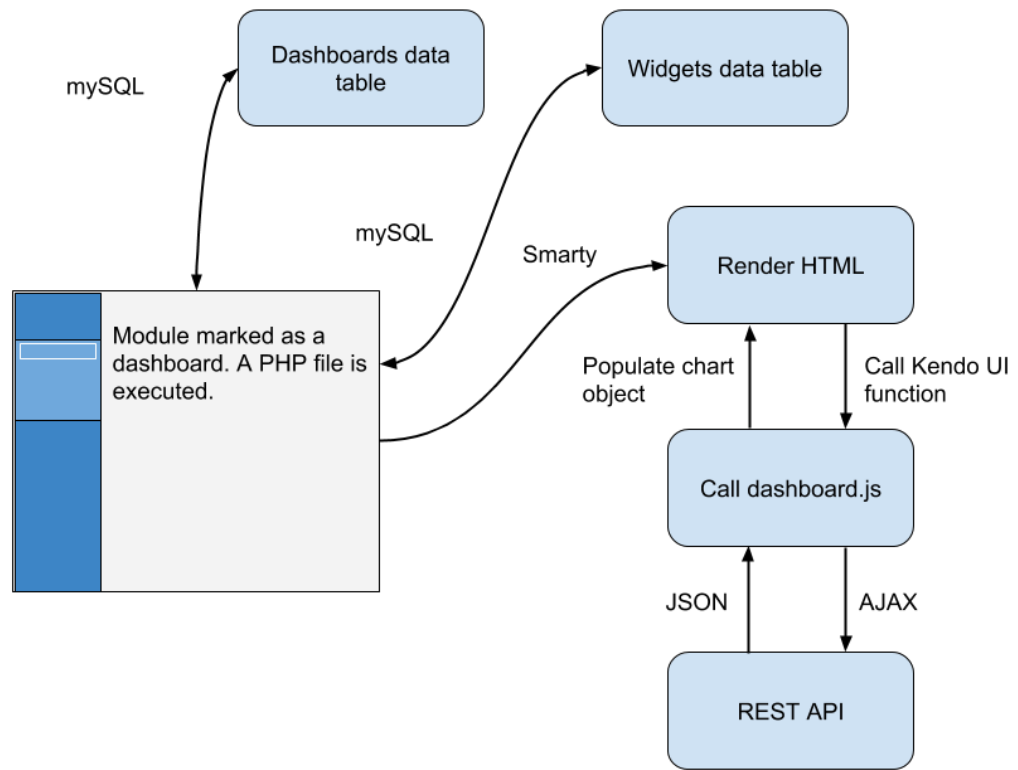 Dashboards data
table
Widgets data table
mySQL
mySQL
Smarty
Render HTML
Module marked as a
dashboard. A PHP file is
executed.
Populate chart
object
Call Kendo UI
function
Call dashboard.js
JSON
AJAX
REST API